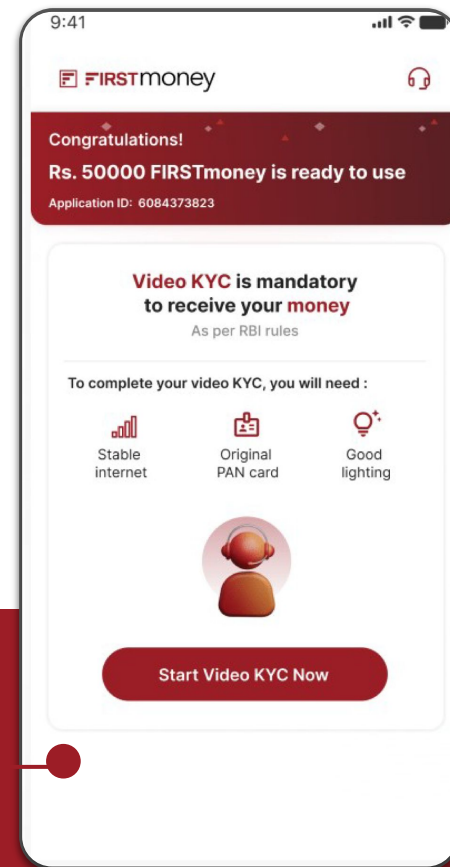 9:41
FIRSTmoney
Congratulations!
Rs. 50000 FIRSTmoney is ready to use
Application ID: 6084373823
Video KYC is mandatory
to receive your money
As per RBI rules
To complete your video KYC, you will need :
Stable
internet
Original
PAN card
Good
lighting
Start Video KYC Now